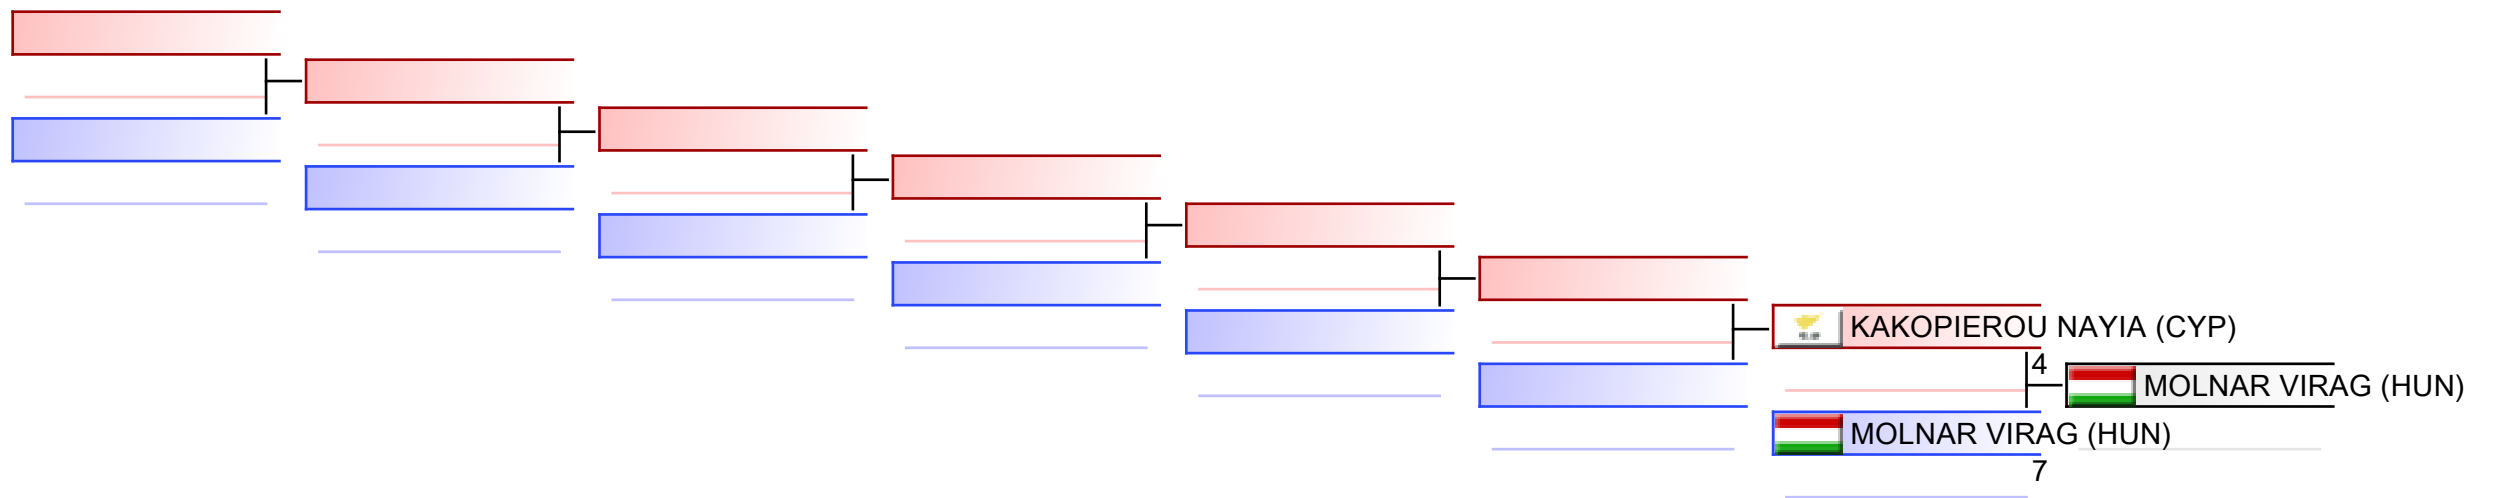 KAKOPIEROU NAYIA (CYP)
4
MOLNAR VIRAG (HUN)
MOLNAR VIRAG (HUN)
7